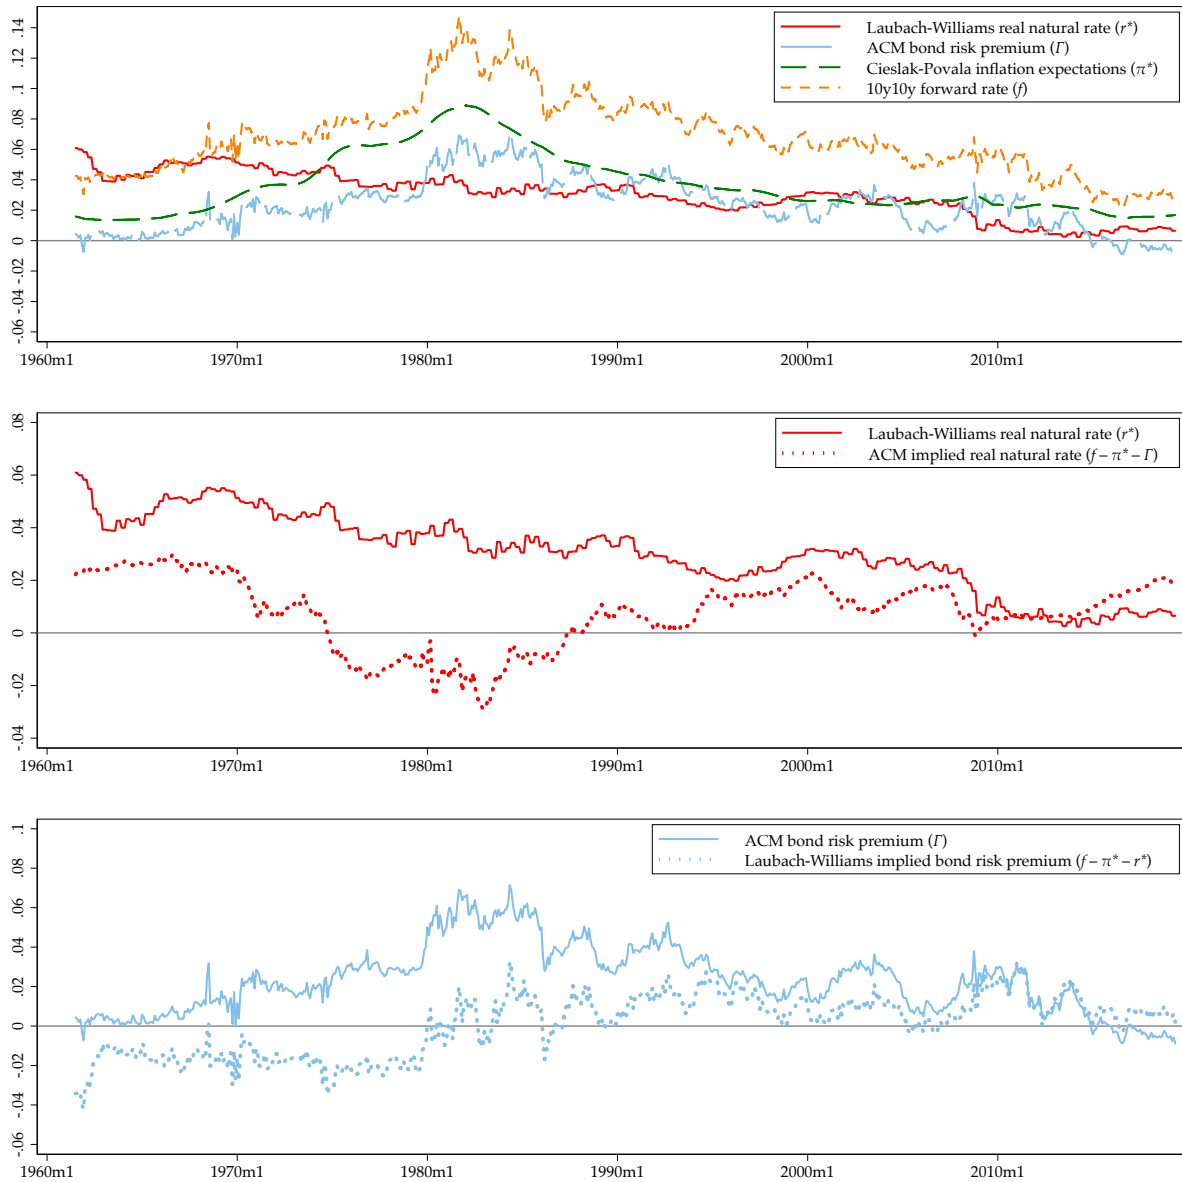 Laubach-Williams real natural rate (r*)
ACM bond risk premium (Γ)
Cieslak-Povala inflation expectations (π*)
10y10y forward rate (f)
.14
.12
.1
.08
.06
.04
.02
0
-.02
-.04
-.06
1960m1 1970m1 1980m1 1990m1 2000m1 2010m1
Laubach-Williams real natural rate (r*)
ACM implied real natural rate (f – π* – Γ)
.08
.06
.04
.02
0
-.02
-.04
1960m1 1970m1 1980m1 1990m1 2000m1 2010m1
ACM bond risk premium (Γ)
Laubach-Williams implied bond risk premium (f – π* – r*)
.1
.08
.06
.04
.02
0
-.02
-.04
-.06
1960m1 1970m1 1980m1 1990m1 2000m1 2010m1